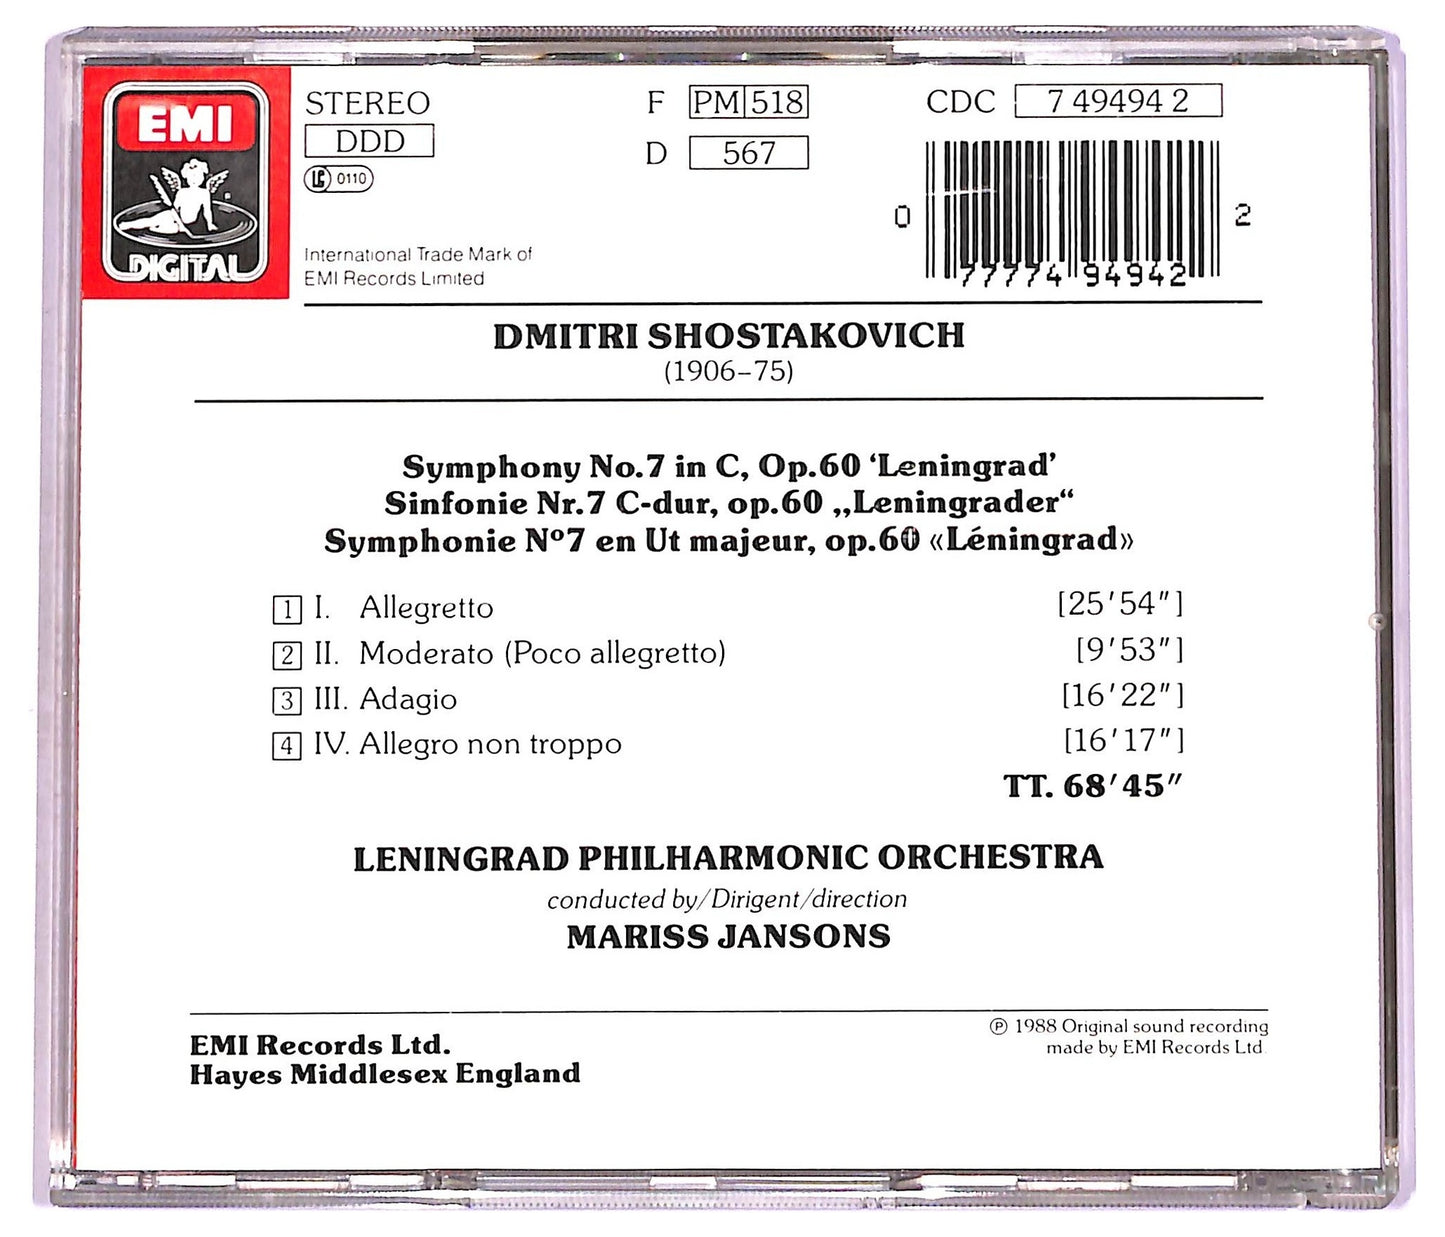 EMI
DIGITAL
STEREO
DDD
LC 0110
International Trade Mark of
EMI Records Limited
F PM 518
D 567
CDC 7 49494 2
0 77774 94942 2
DMITRI SHOSTAKOVICH
(1906–75)
Symphony No.7 in C, Op.60 ‘Leningrad’
Sinfonie Nr.7 C-dur, op.60 „Leningrader“
Symphonie Nº7 en Ut majeur, op.60 «Léningrad»
1 I. Allegretto [25′54″]
2 II. Moderato (Poco allegretto) [9′53″]
3 III. Adagio [16′22″]
4 IV. Allegro non troppo [16′17″]
TT. 68′45″
LENINGRAD PHILHARMONIC ORCHESTRA
conducted by/Dirigent/direction
MARISS JANSONS
EMI Records Ltd.
Hayes Middlesex England
℗ 1988 Original sound recording
made by EMI Records Ltd.